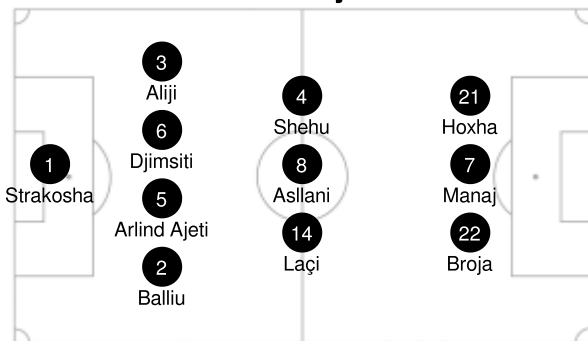 1
Strakosha
3
Aliji
6
Djimsiti
5
Arlind Ajeti
2
Balliu
4
Shehu
8
Asllani
14
Laçi
21
Hoxha
7
Manaj
22
Broja